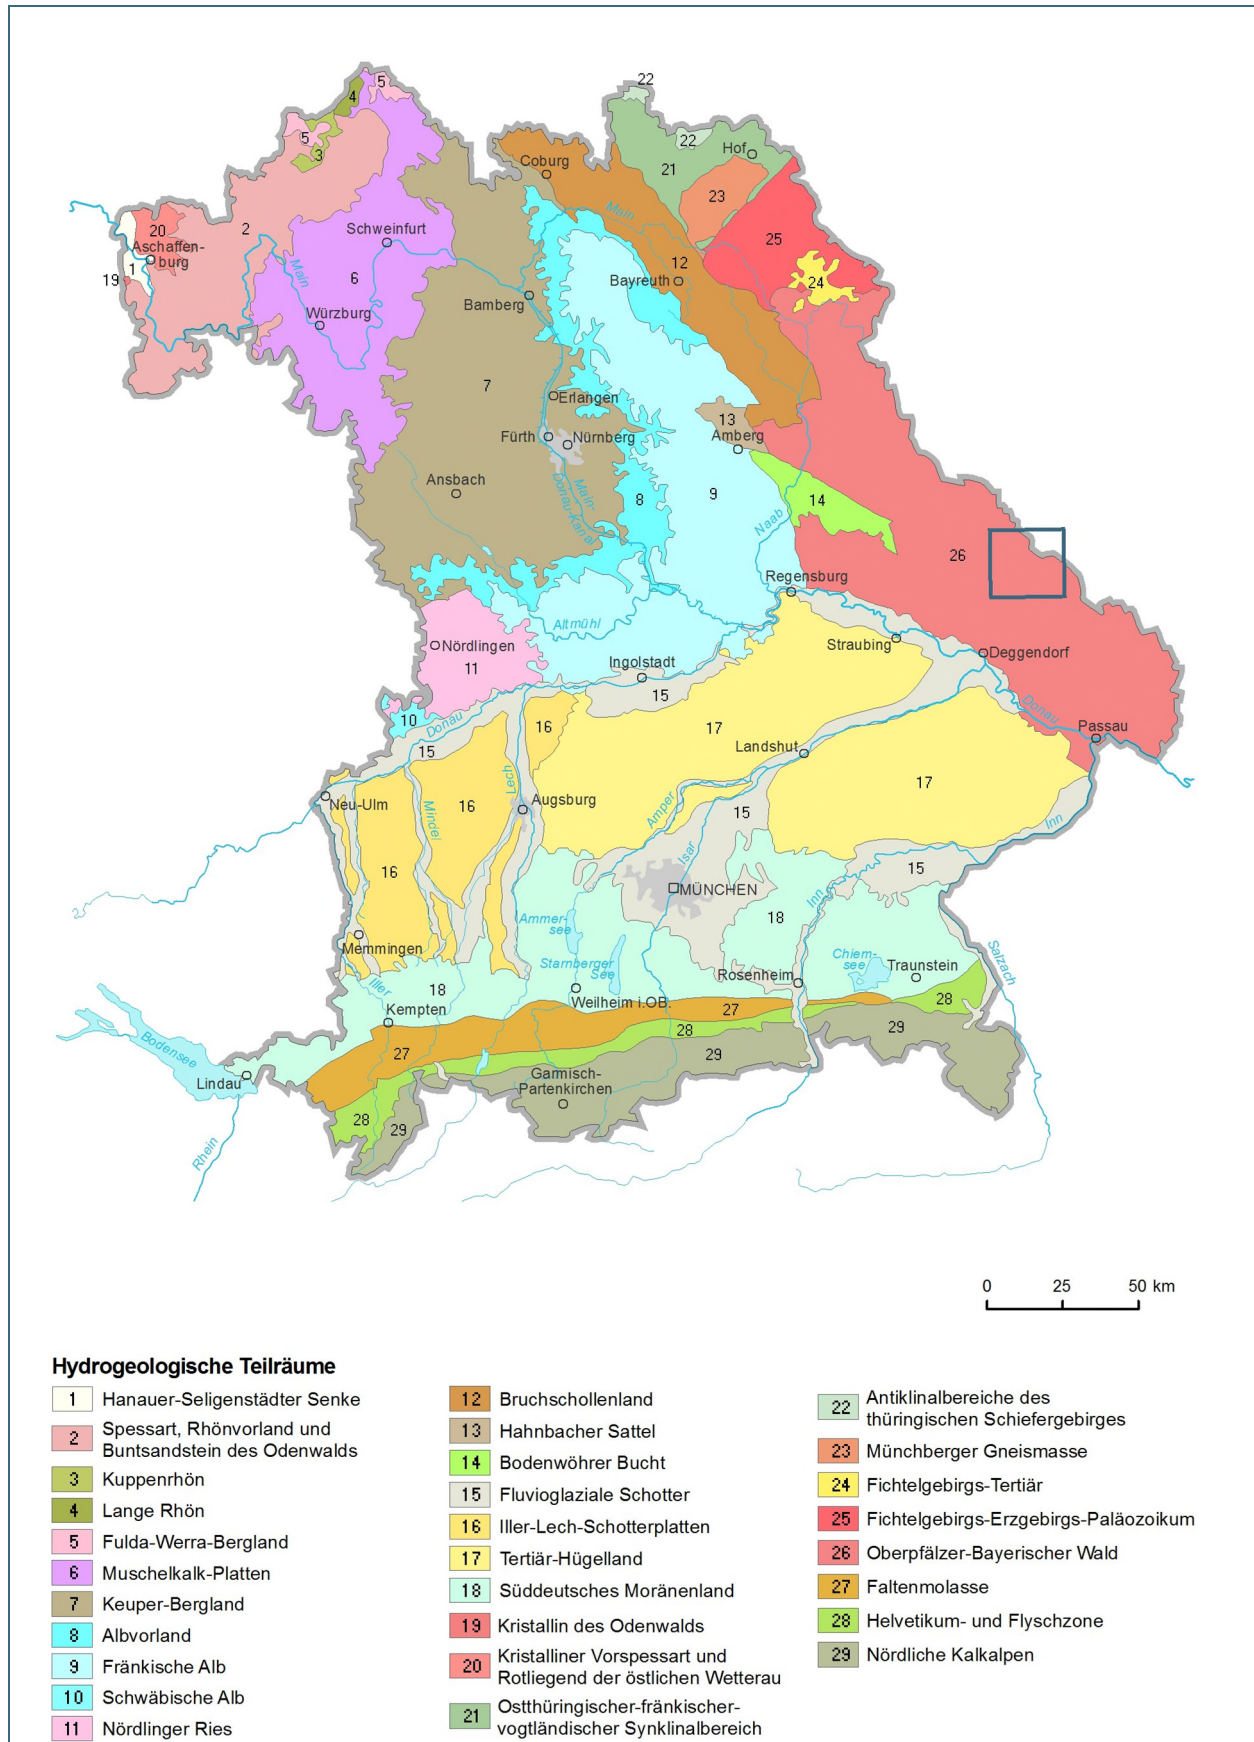 22
5
4
5
3
22
Hof
21
Coburg
23
20
2
Main
Schweinfurt
25
Aschaffen-
burg
19
1
Main
6
12
Bayreuth
24
Bamberg
Würzburg
7
Erlangen
13
Fürth
Nürnberg
Amberg
Ansbach
Main-
Donau-Kanal
8
9
14
Naab
26
Regensburg
Altmühl
Straubing
Nördlingen
11
Ingolstadt
Deggendorf
15
10
Donau
16
17
Donau
Passau
15
Landshut
Neu-Ulm
Mindel
16
Lech
Augsburg
Amper
15
17
Inn
Isar
16
15
MÜNCHEN
Inn
Ammer-
see
18
Memmingen
Starnberger
See
Rosenheim
Chiem-
see
Traunstein
Salzach
Iller
18
Kempten
Weilheim i.OB.
27
28
28
29
Bodensee
27
29
Lindau
Garmisch-
Partenkirchen
28
29
Rhein
0 25 50 km
Hydrogeologische Teilräume
1 Hanauer-Seligenstädter Senke
2 Spessart, Rhönvorland und
Buntsandstein des Odenwalds
3 Kuppenrhön
4 Lange Rhön
5 Fulda-Werra-Bergland
6 Muschelkalk-Platten
7 Keuper-Bergland
8 Albvorland
9 Fränkische Alb
10 Schwäbische Alb
11 Nördlinger Ries
12 Bruchschollenland
13 Hahnbacher Sattel
14 Bodenwöhrer Bucht
15 Fluvioglaziale Schotter
16 Iller-Lech-Schotterplatten
17 Tertiär-Hügelland
18 Süddeutsches Moränenland
19 Kristallin des Odenwalds
20 Kristalliner Vorspessart und
Rotliegend der östlichen Wetterau
21 Ostthüringischer-fränkischer-
vogtländischer Synklinalbereich
22 Antiklinalbereiche des
thüringischen Schiefergebirges
23 Münchberger Gneismasse
24 Fichtelgebirgs-Tertiär
25 Fichtelgebirgs-Erzgebirgs-Paläozoikum
26 Oberpfälzer-Bayerischer Wald
27 Faltenmolasse
28 Helvetikum- und Flyschzone
29 Nördliche Kalkalpen